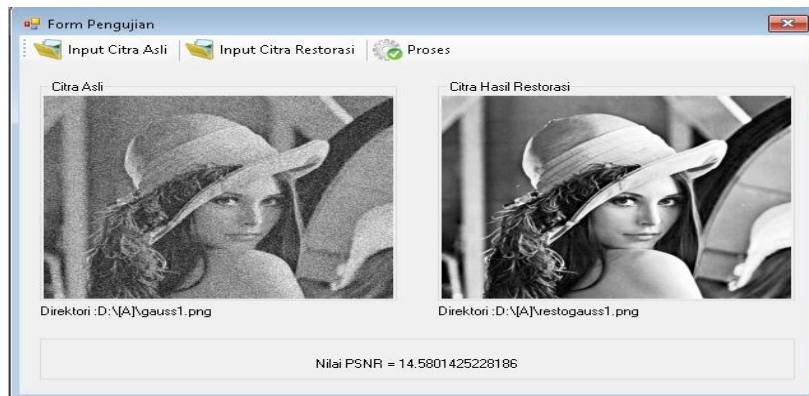 Form Pengujian
Input Citra Asli Input Citra Restorasi Proses
Citra Asli
Citra Hasil Restorasi
Direktori :D:\[A]\gauss1.png
Direktori :D:\[A]\restogauss1.png
Nilai PSNR = 14.5801425228186